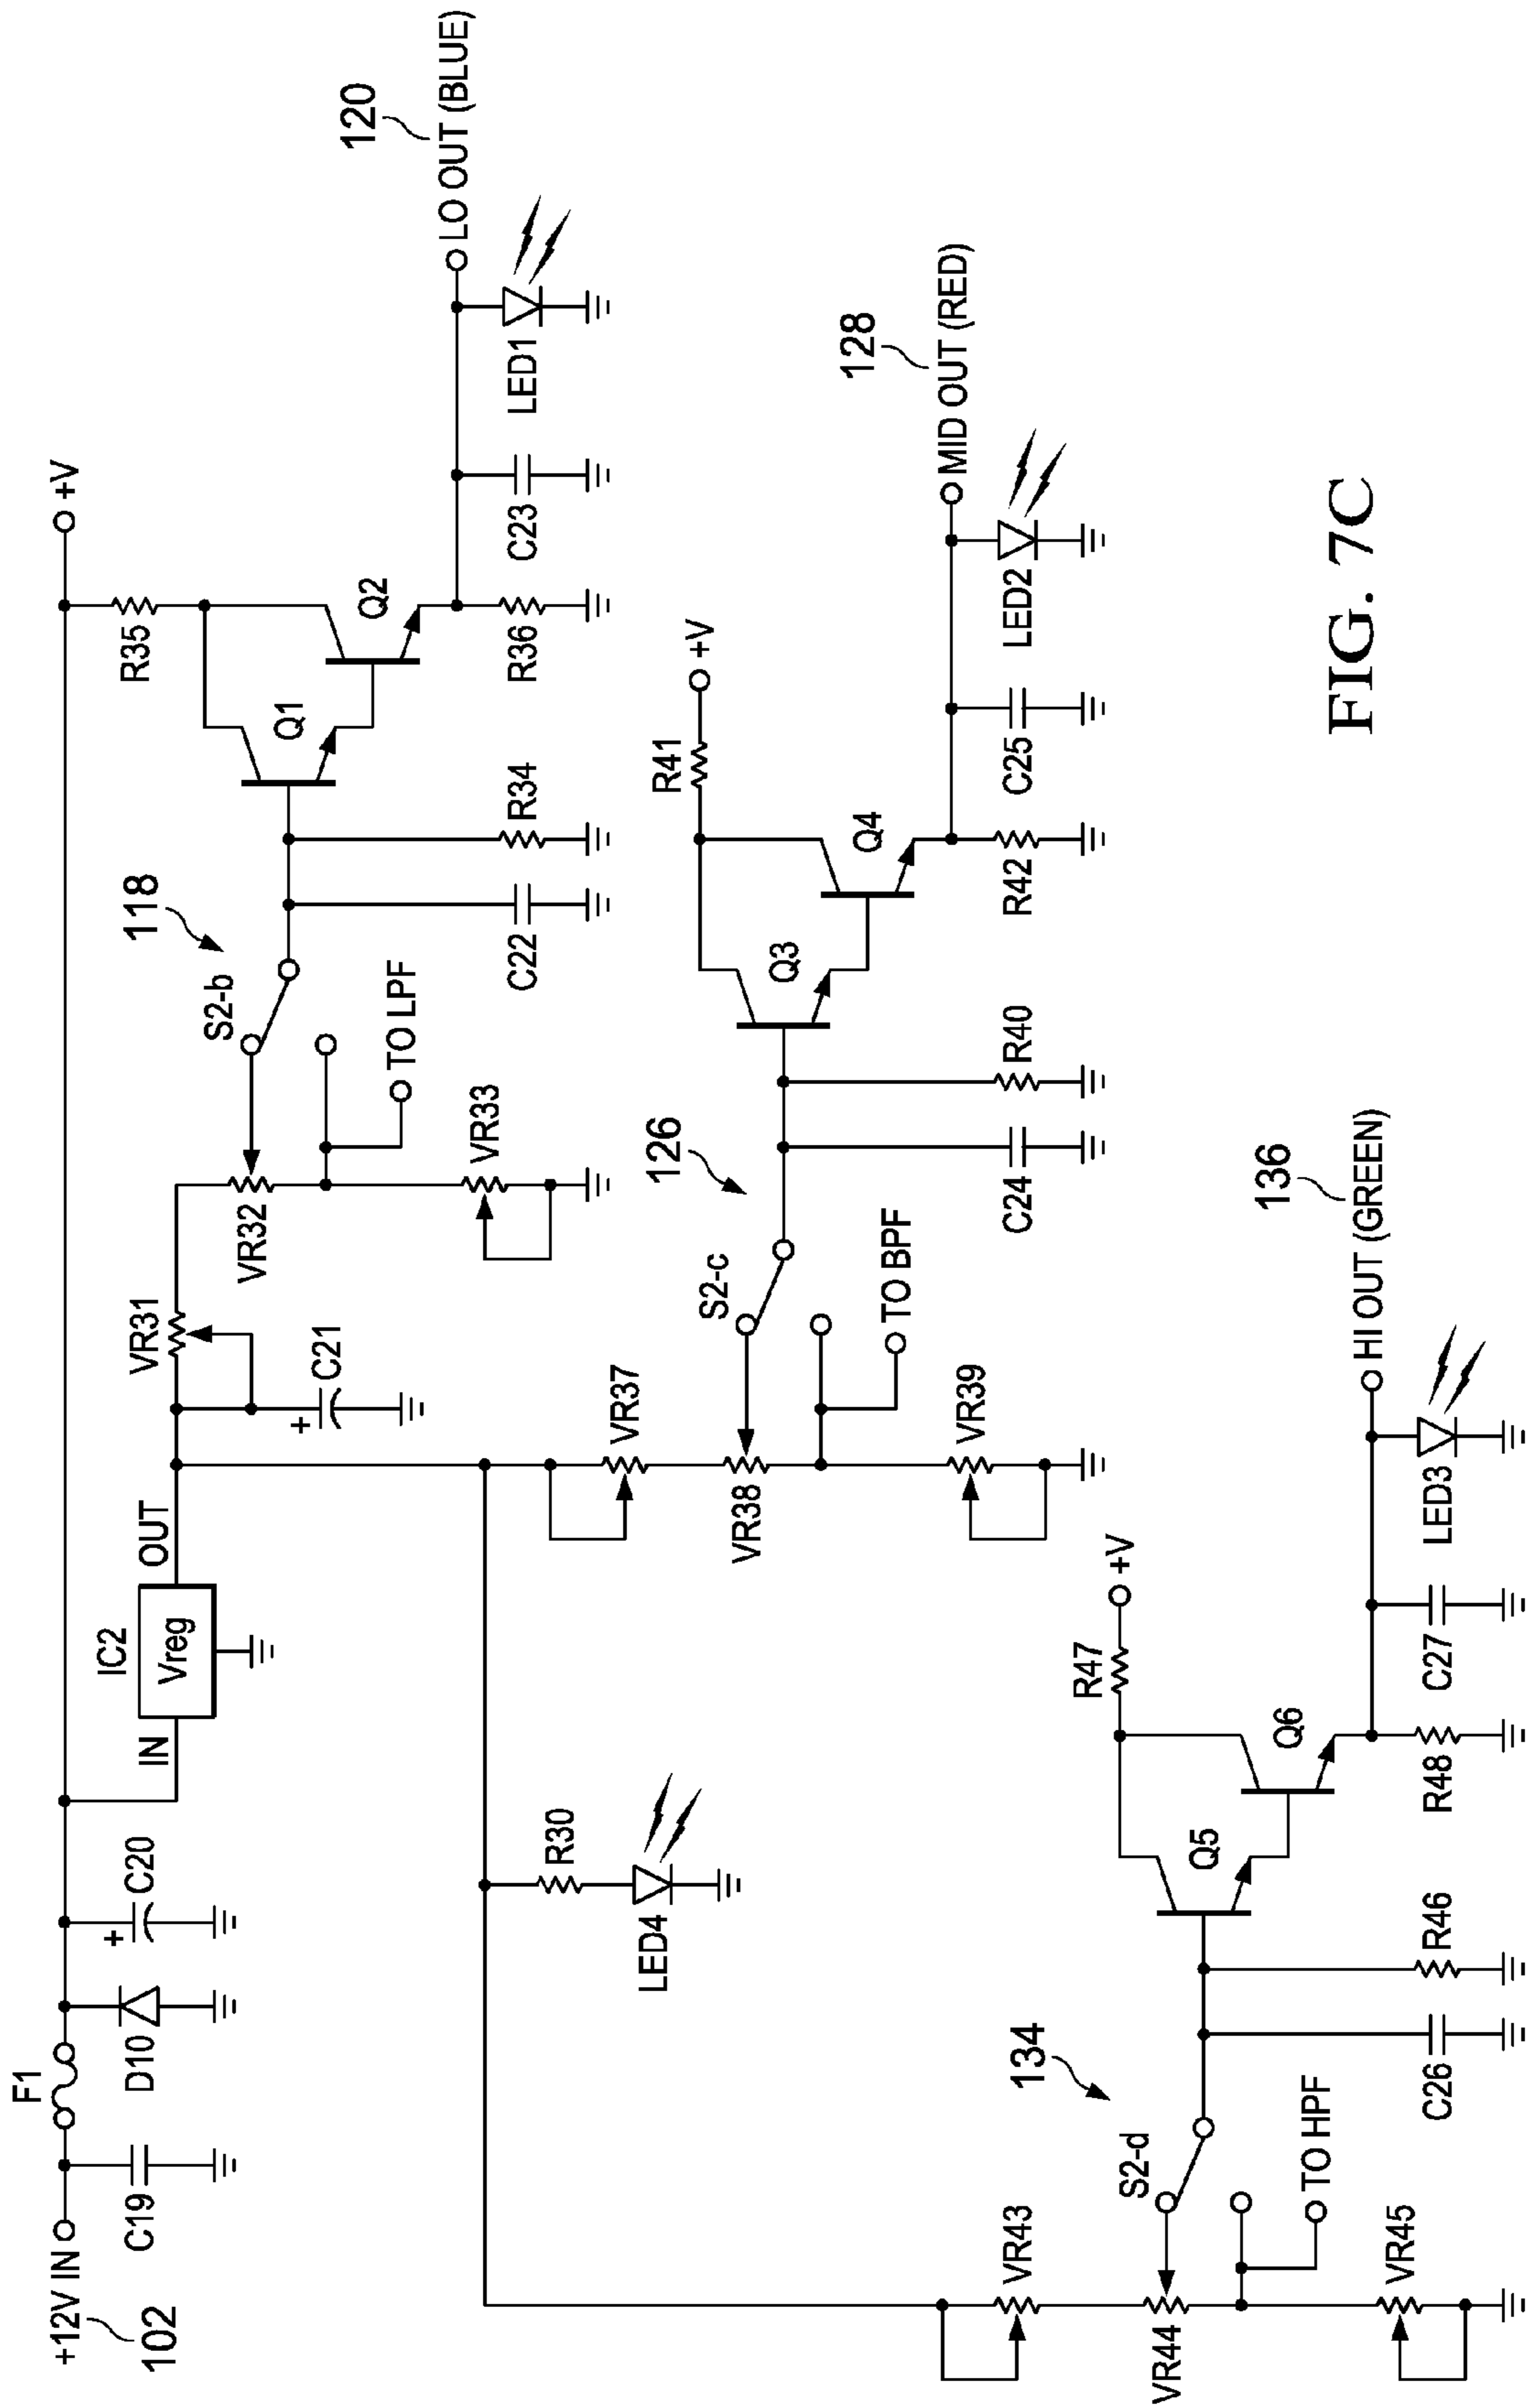 +12V IN
102
C19
F1
D10
+
C20
IC2
Vreg
IN
OUT
+
C21
VR31
VR32
VR33
TO LPF
S2-b
118
C22
R34
Q1
Q2
R35
+V
R36
C23
LED1
LO OUT (BLUE)
120
R30
LED4
VR37
VR38
VR39
TO BPF
S2-c
126
C24
R40
Q3
Q4
R41
+V
R42
C25
LED2
MID OUT (RED)
128
VR43
VR44
VR45
TO HPF
S2-d
134
C26
R46
Q5
Q6
R47
+V
R48
C27
LED3
HI OUT (GREEN)
136
FIG. 7C